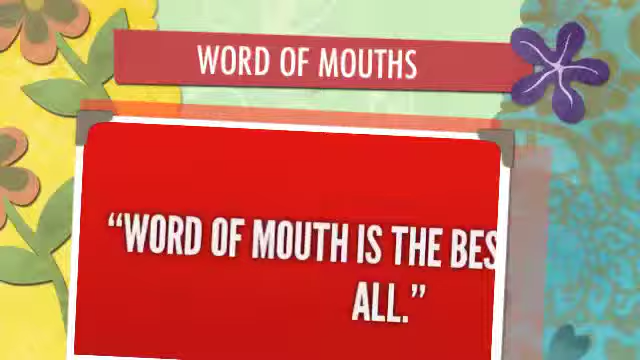 WORD OF MOUTHS
“WORD OF MOUTH IS THE BES
ALL.”